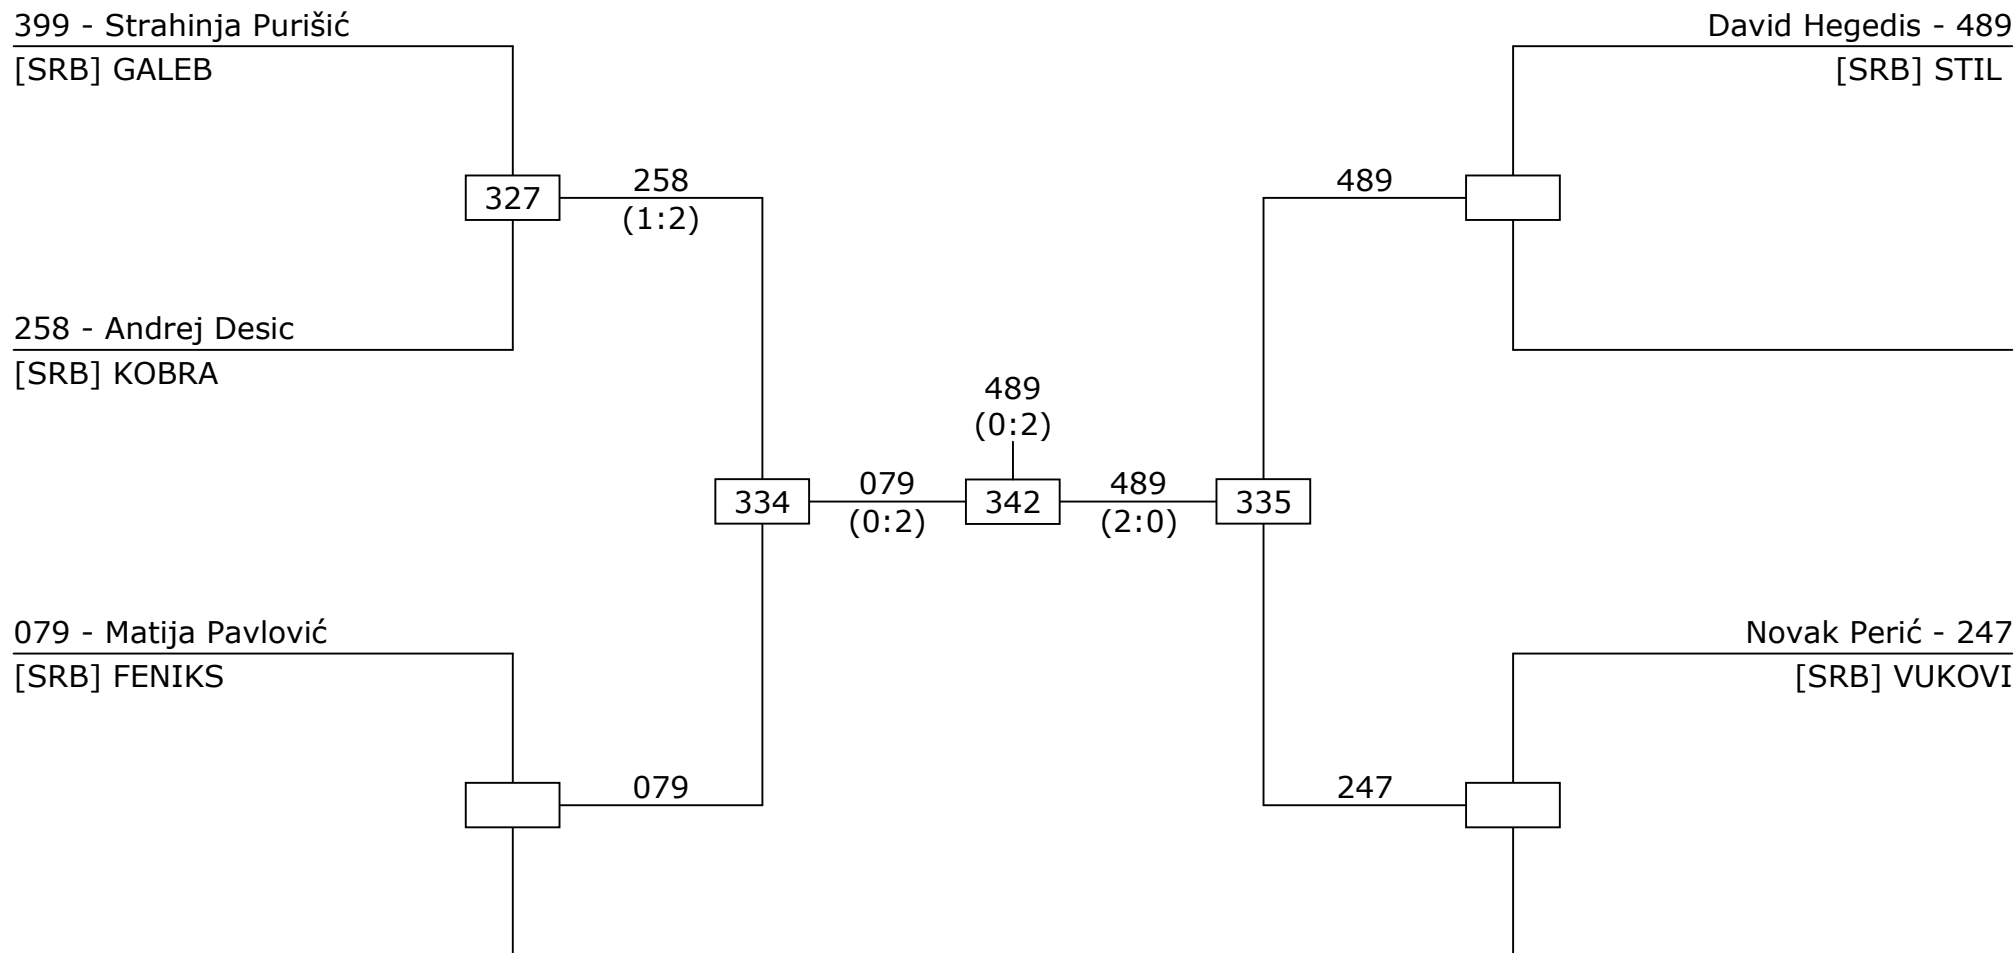 399 - Strahinja Purišić
[SRB] GALEB
David Hegedis - 489
[SRB] STIL
327
258
(1:2)
489
258 - Andrej Desic
[SRB] KOBRA
489
(0:2)
334
079
(0:2)
342
489
(2:0)
335
079 - Matija Pavlović
[SRB] FENIKS
Novak Perić - 247
[SRB] VUKOVI
079
247